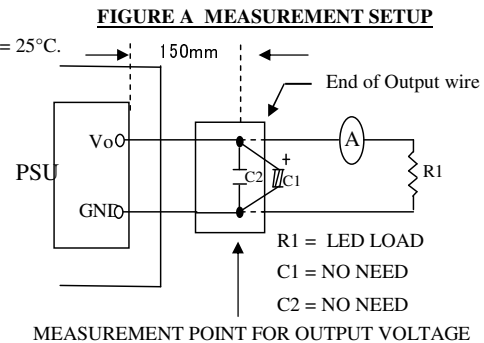 FIGURE A MEASUREMENT SETUP
= 25°C.
150mm
End of Output wire
Vo
A
+
PSU
C2
C1
R1
GND
R1 = LED LOAD
C1 = NO NEED
C2 = NO NEED
MEASUREMENT POINT FOR OUTPUT VOLTAGE